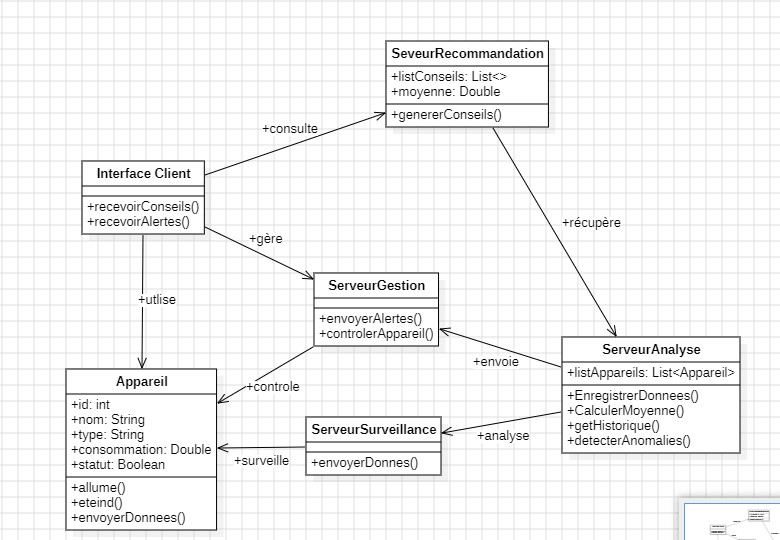 SeveurRecommandation
+listConseils: List<>
+moyenne: Double
+genererConseils()
+consulte
Interface Client
+recevoirConseils()
+recevoirAlertes()
+récupère
+gère
ServeurGestion
+envoyerAlertes()
+controlerAppareil()
+utlise
ServeurAnalyse
+listAppareils: List<Appareil>
+EnregistrerDonnees()
+CalculerMoyenne()
+getHistorique()
+detecterAnomalies()
+envoie
+controle
Appareil
+id: int
+nom: String
+type: String
+consommation: Double
+statut: Boolean
+allume()
+eteind()
+envoyerDonnees()
ServeurSurveillance
+envoyerDonnes()
+analyse
+surveille